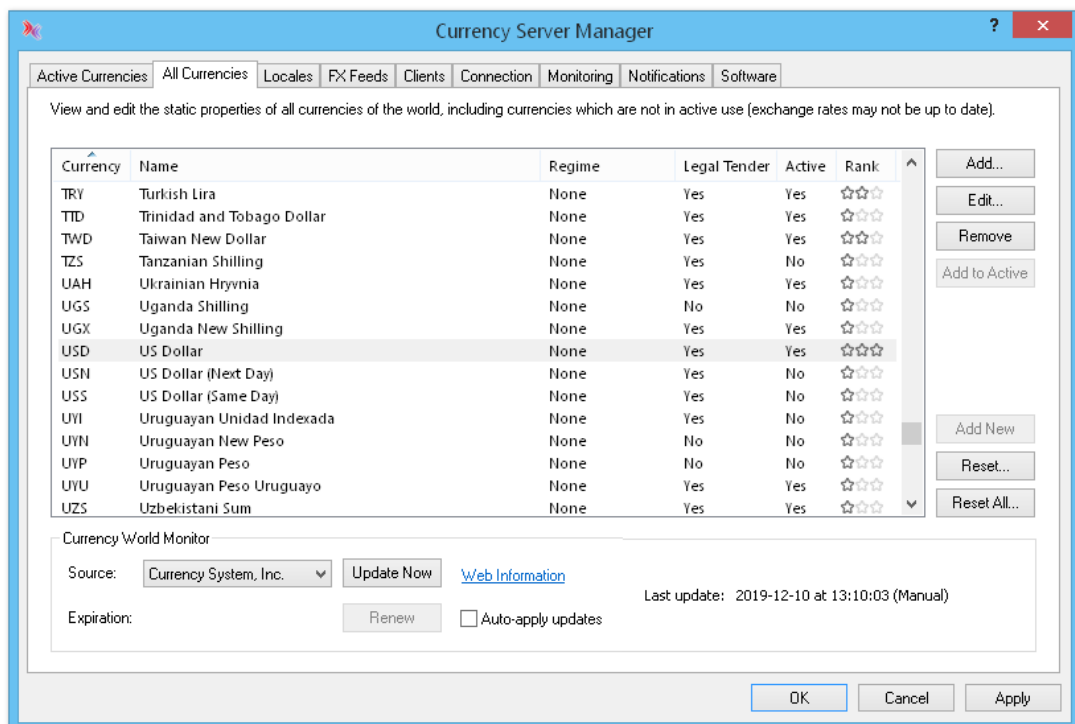 Currency Server Manager ? ×
Active Currencies All Currencies Locales FX Feeds Clients Connection Monitoring Notifications Software
View and edit the static properties of all currencies of the world, including currencies which are not in active use (exchange rates may not be up to date).
Currency Name Regime Legal Tender Active Rank Add...
TRY Turkish Lira None Yes Yes
Edit...
TTD Trinidad and Tobago Dollar None Yes Yes
TWD Taiwan New Dollar None Yes Yes Remove
TZS Tanzanian Shilling None Yes No
Add to Active
UAH Ukrainian Hryvnia None Yes Yes
UGS Uganda Shilling None No No
UGX Uganda New Shilling None Yes Yes
USD US Dollar None Yes Yes
USN US Dollar (Next Day) None Yes No
USS US Dollar (Same Day) None Yes No
UYI Uruguayan Unidad Indexada None Yes No
Add New
UYN Uruguayan New Peso None No No
UYP Uruguayan Peso None No No Reset...
UYU Uruguayan Peso Uruguayo None Yes Yes
UZS Uzbekistani Sum None Yes Yes Reset All...
Currency World Monitor
Source: Currency System, Inc. Update Now Web Information
Last update: 2019-12-10 at 13:10:03 (Manual)
Expiration: Renew Auto-apply updates
OK Cancel Apply